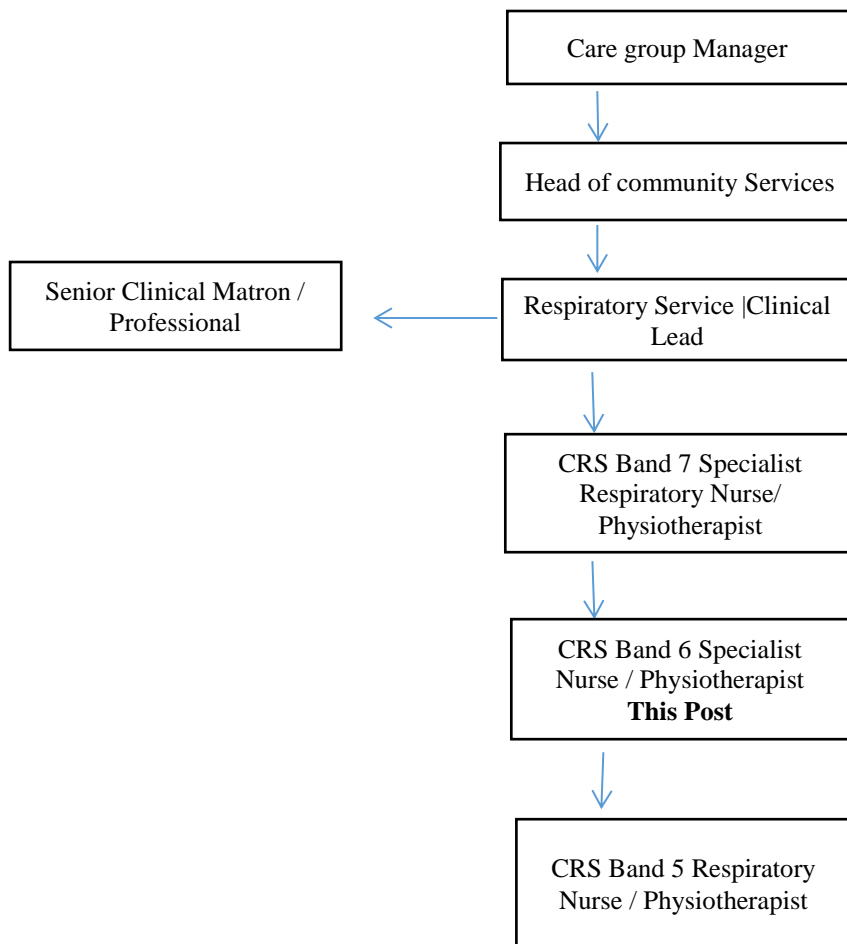 Care group Manager
Head of community Services
Senior Clinical Matron /
Professional
Respiratory Service |Clinical
Lead
CRS Band 7 Specialist
Respiratory Nurse/
Physiotherapist
CRS Band 6 Specialist
Nurse / Physiotherapist
This Post
CRS Band 5 Respiratory
Nurse / Physiotherapist